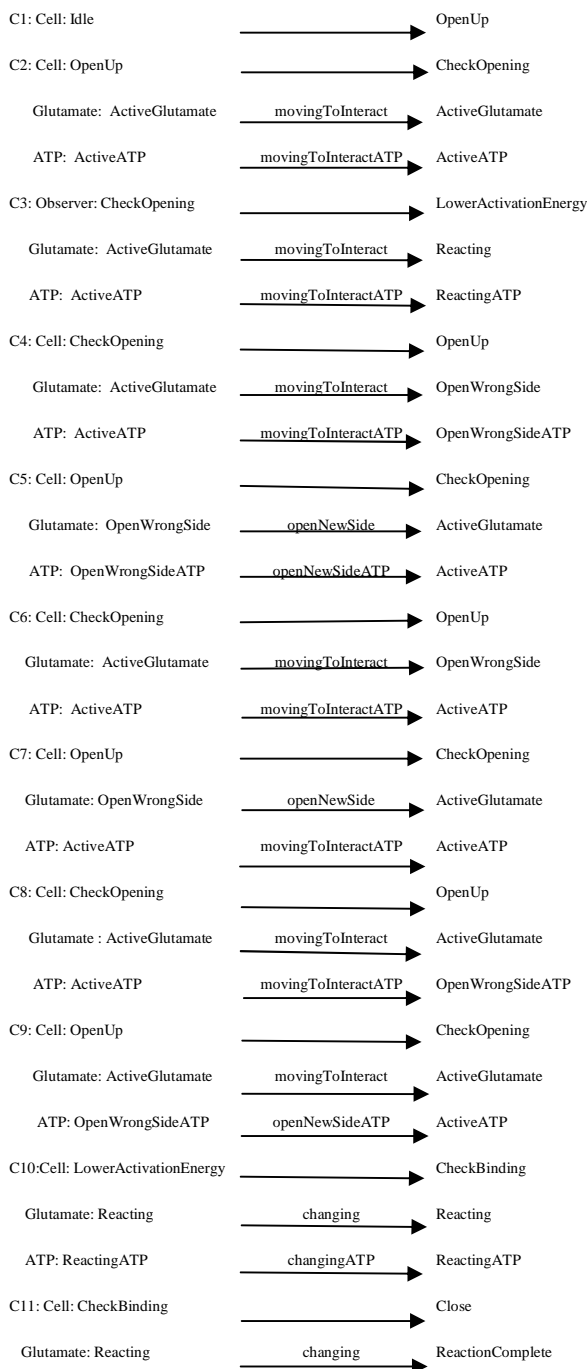 C1: Cell: Idle OpenUp
C2: Cell: OpenUp CheckOpening
Glutamate: ActiveGlutamate movingToInteract ActiveGlutamate
ATP: ActiveATP movingToInteractATP ActiveATP
C3: Observer: CheckOpening LowerActivationEnergy
Glutamate: ActiveGlutamate movingToInteract Reacting
ATP: ActiveATP movingToInteractATP ReactingATP
C4: Cell: CheckOpening OpenUp
Glutamate: ActiveGlutamate movingToInteract OpenWrongSide
ATP: ActiveATP movingToInteractATP OpenWrongSideATP
C5: Cell: OpenUp CheckOpening
Glutamate: OpenWrongSide openNewSide ActiveGlutamate
ATP: OpenWrongSideATP openNewSideATP ActiveATP
C6: Cell: CheckOpening OpenUp
Glutamate: ActiveGlutamate movingToInteract OpenWrongSide
ATP: ActiveATP movingToInteractATP ActiveATP
C7: Cell: OpenUp CheckOpening
Glutamate: OpenWrongSide openNewSide ActiveGlutamate
ATP: ActiveATP movingToInteractATP ActiveATP
C8: Cell: CheckOpening OpenUp
Glutamate : ActiveGlutamate movingToInteract ActiveGlutamate
ATP: ActiveATP movingToInteractATP OpenWrongSideATP
C9: Cell: OpenUp CheckOpening
Glutamate: ActiveGlutamate movingToInteract ActiveGlutamate
ATP: OpenWrongSideATP openNewSideATP ActiveATP
C10:Cell: LowerActivationEnergy CheckBinding
Glutamate: Reacting changing Reacting
ATP: ReactingATP changingATP ReactingATP
C11: Cell: CheckBinding Close
Glutamate: Reacting changing ReactionComplete